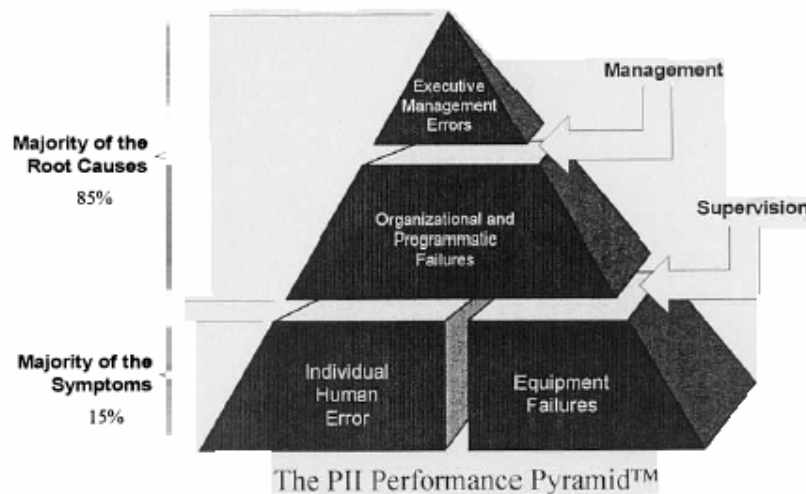 Executive
Management
Errors
Management
Majority of the
Root Causes
85%
Organizational and
Programmatic
Failures
Supervision
Majority of the
Symptoms
15%
Individual
Human
Error
Equipment
Failures
The PII Performance Pyramid™